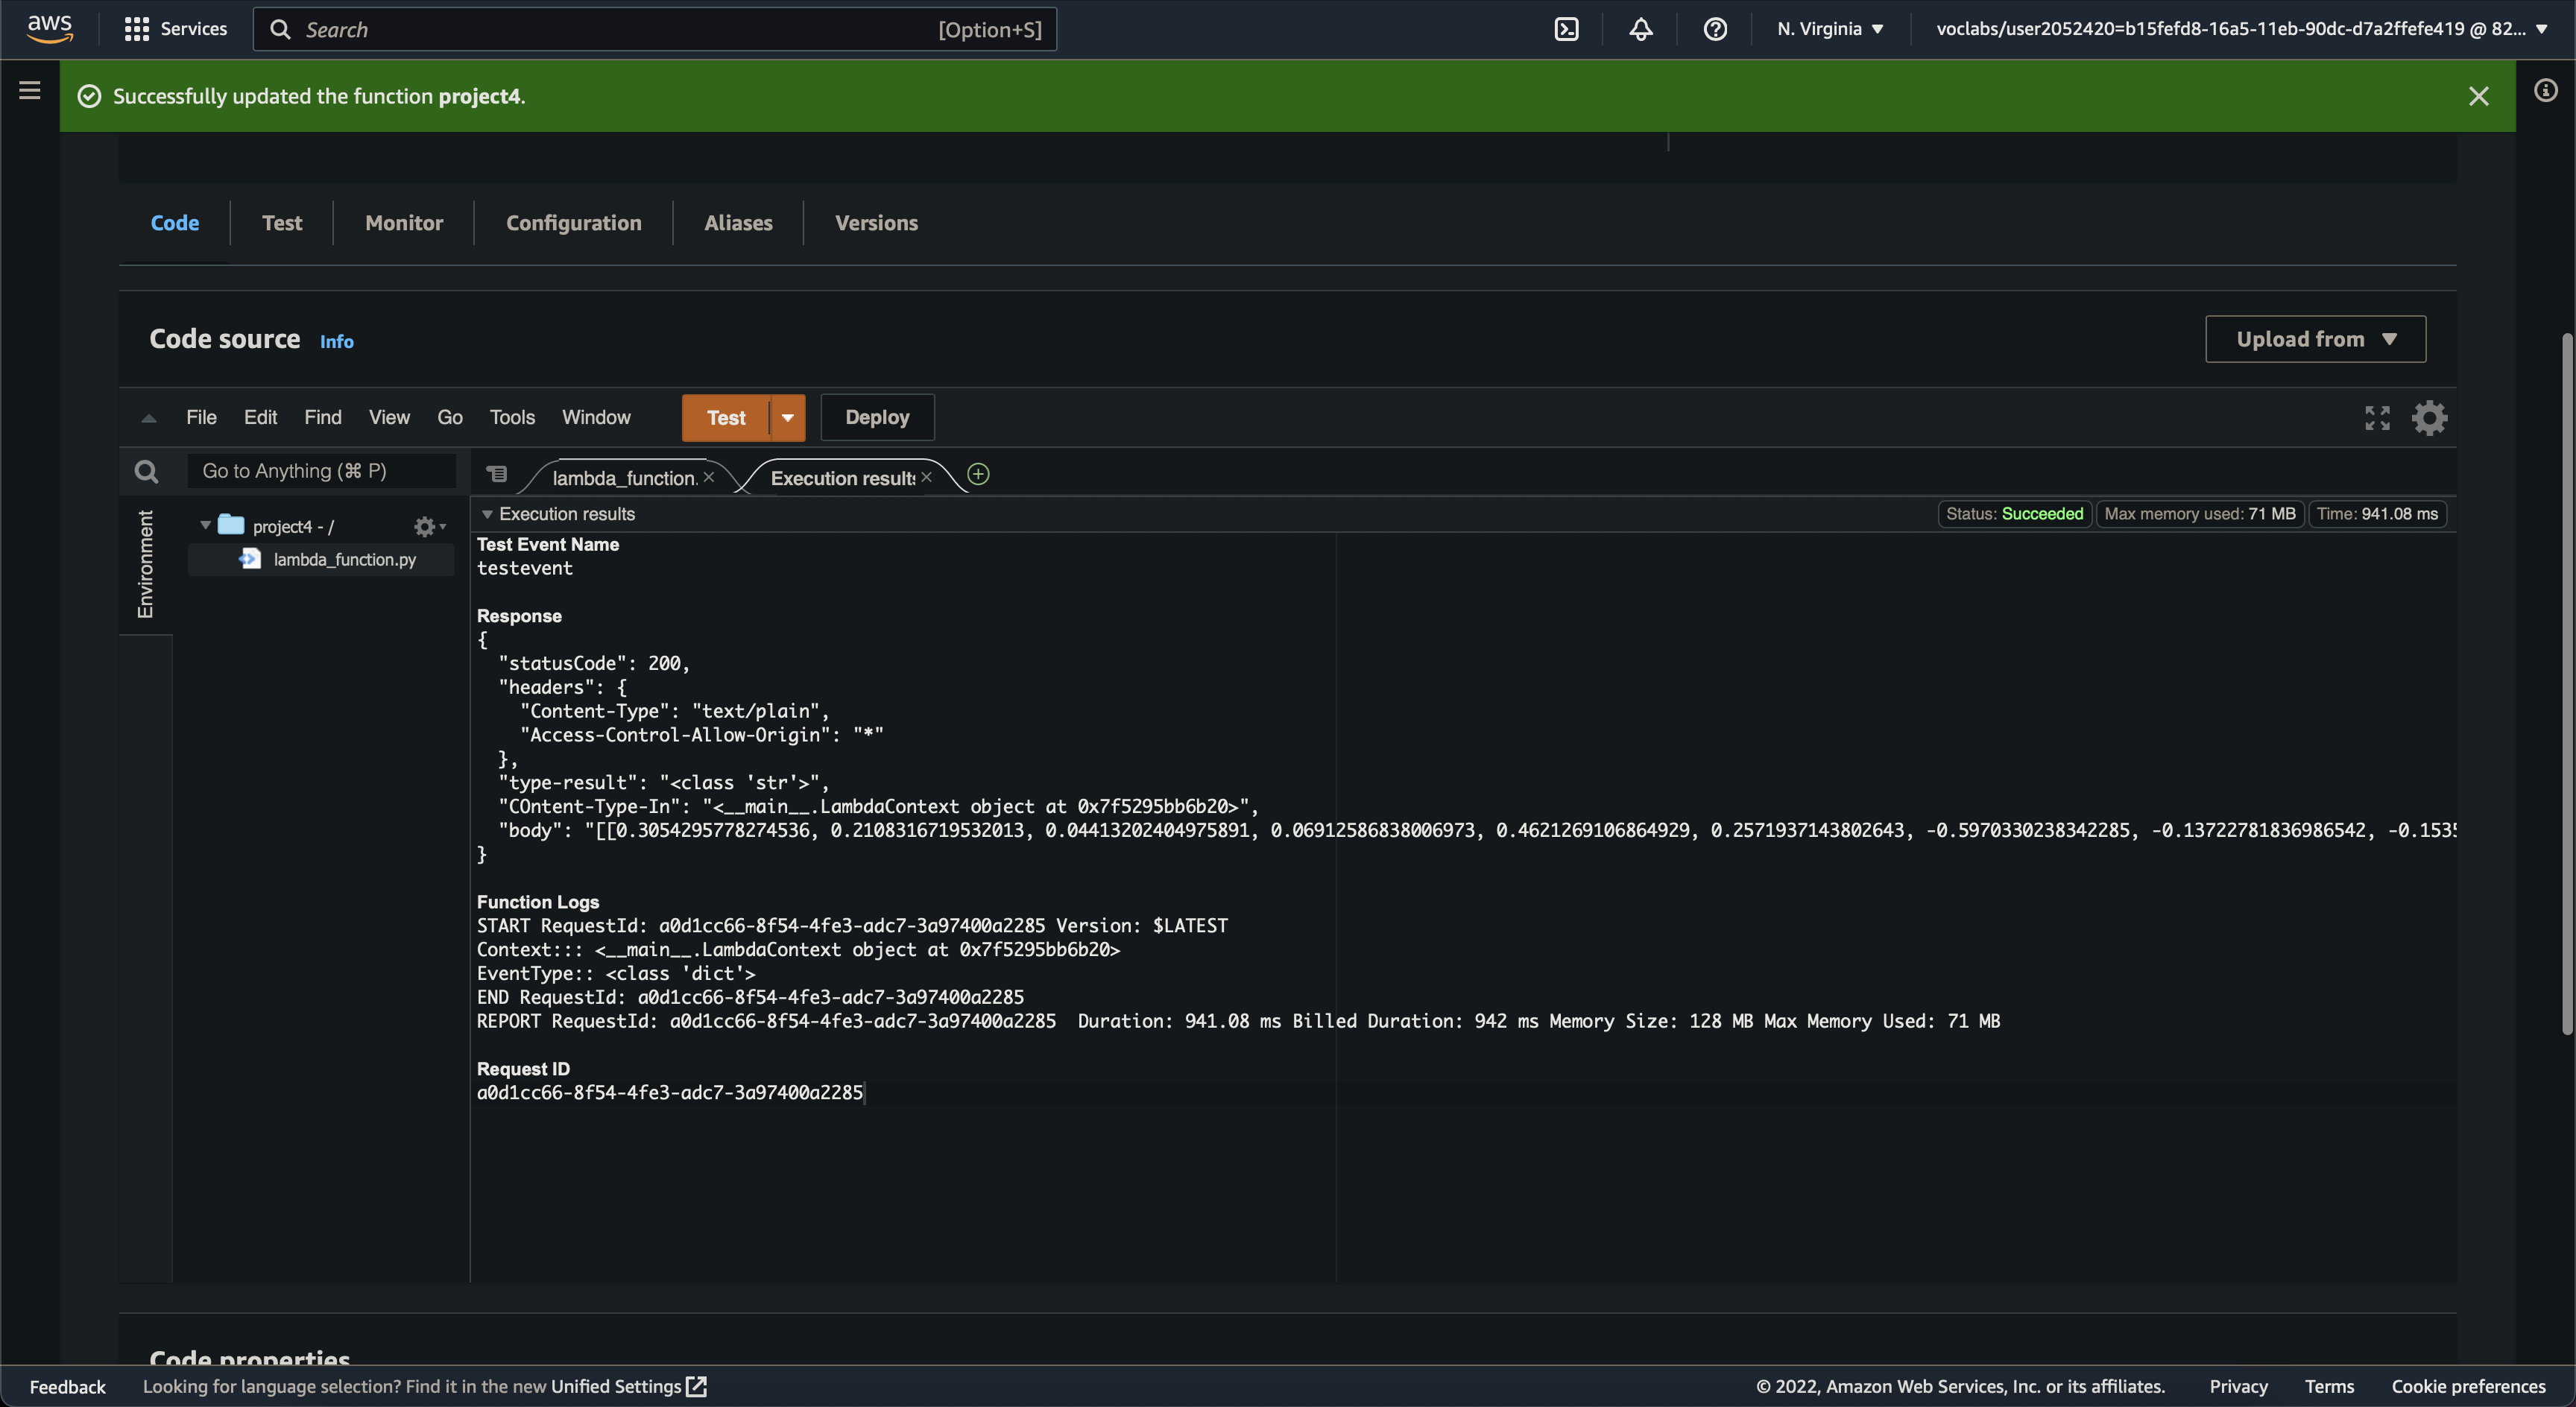 aws Services Search [Option+S] N. Virginia voclabs/user2052420=b15fefd8-16a5-11eb-90dc-d7a2ffefe419 @ 82...
Successfully updated the function project4.
Code Test Monitor Configuration Aliases Versions
Code source Info Upload from
File Edit Find View Go Tools Window Test Deploy
Go to Anything (⌘ P) lambda_function. Execution results
Environment
project4 - /
lambda_function.py
Execution results Status: Succeeded Max memory used: 71 MB Time: 941.08 ms
Test Event Name
testevent
Response
{
"statusCode": 200,
"headers": {
"Content-Type": "text/plain",
"Access-Control-Allow-Origin": "*"
},
"type-result": "<class 'str'>",
"COntent-Type-In": "<__main__.LambdaContext object at 0x7f5295bb6b20>",
"body": "[[0.3054295778274536, 0.2108316719532013, 0.04413202404975891, 0.06912586838006973, 0.4621269106864929, 0.2571937143802643, -0.5970330238342285, -0.13722781836986542, -0.1535
}
Function Logs
START RequestId: a0d1cc66-8f54-4fe3-adc7-3a97400a2285 Version: $LATEST
Context::: <__main__.LambdaContext object at 0x7f5295bb6b20>
EventType:: <class 'dict'>
END RequestId: a0d1cc66-8f54-4fe3-adc7-3a97400a2285
REPORT RequestId: a0d1cc66-8f54-4fe3-adc7-3a97400a2285 Duration: 941.08 ms Billed Duration: 942 ms Memory Size: 128 MB Max Memory Used: 71 MB
Request ID
a0d1cc66-8f54-4fe3-adc7-3a97400a2285
Code properties
Feedback Looking for language selection? Find it in the new Unified Settings © 2022, Amazon Web Services, Inc. or its affiliates. Privacy Terms Cookie preferences